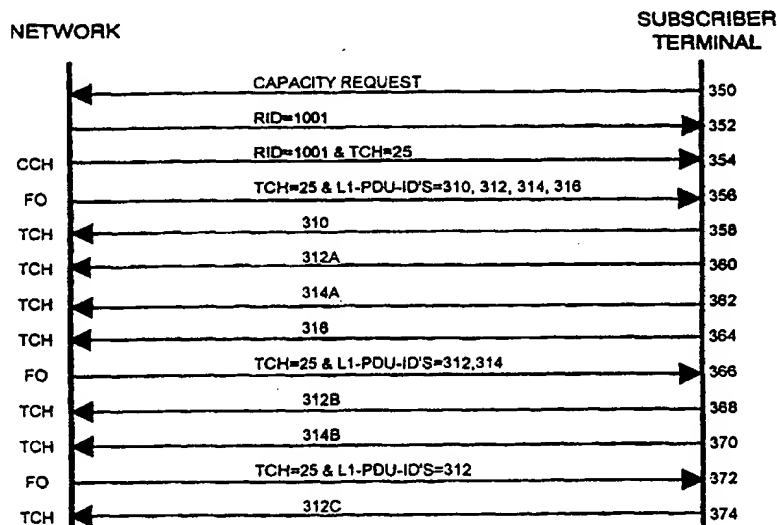 NETWORK
SUBSCRIBER
TERMINAL
CAPACITY REQUEST 350
RID=1001 352
CCH RID=1001 & TCH=25 354
FO TCH=25 & L1-PDU-ID'S=310, 312, 314, 316 356
TCH 310 358
TCH 312A 360
TCH 314A 362
TCH 316 364
FO TCH=25 & L1-PDU-ID'S=312,314 366
TCH 312B 368
TCH 314B 370
FO TCH=25 & L1-PDU-ID'S=312 372
TCH 312C 374